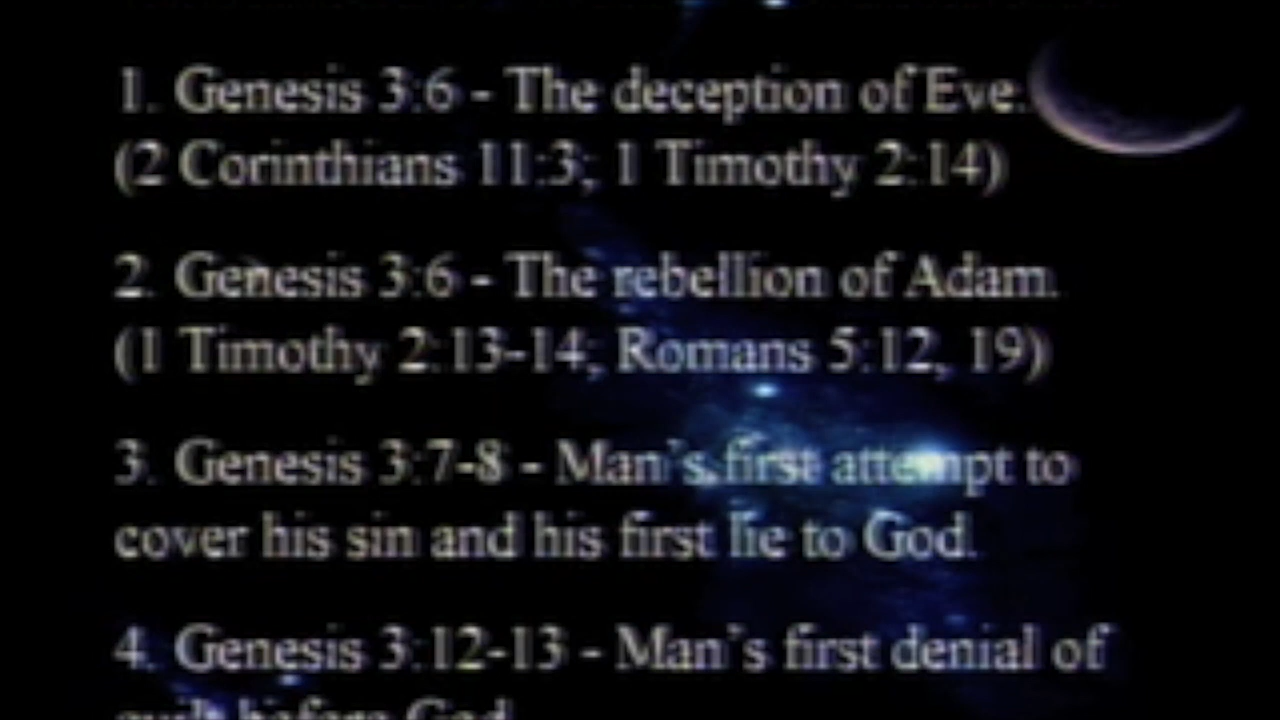 1. Genesis 3:6 - The deception of Eve.
(2 Corinthians 11:3; 1 Timothy 2:14)
2. Genesis 3:6 - The rebellion of Adam.
(1 Timothy 2:13-14; Romans 5:12, 19)
3. Genesis 3:7-8 - Man's first attempt to
cover his sin and his first lie to God.
4. Genesis 3:12-13 - Man's first denial of
guilt before God.